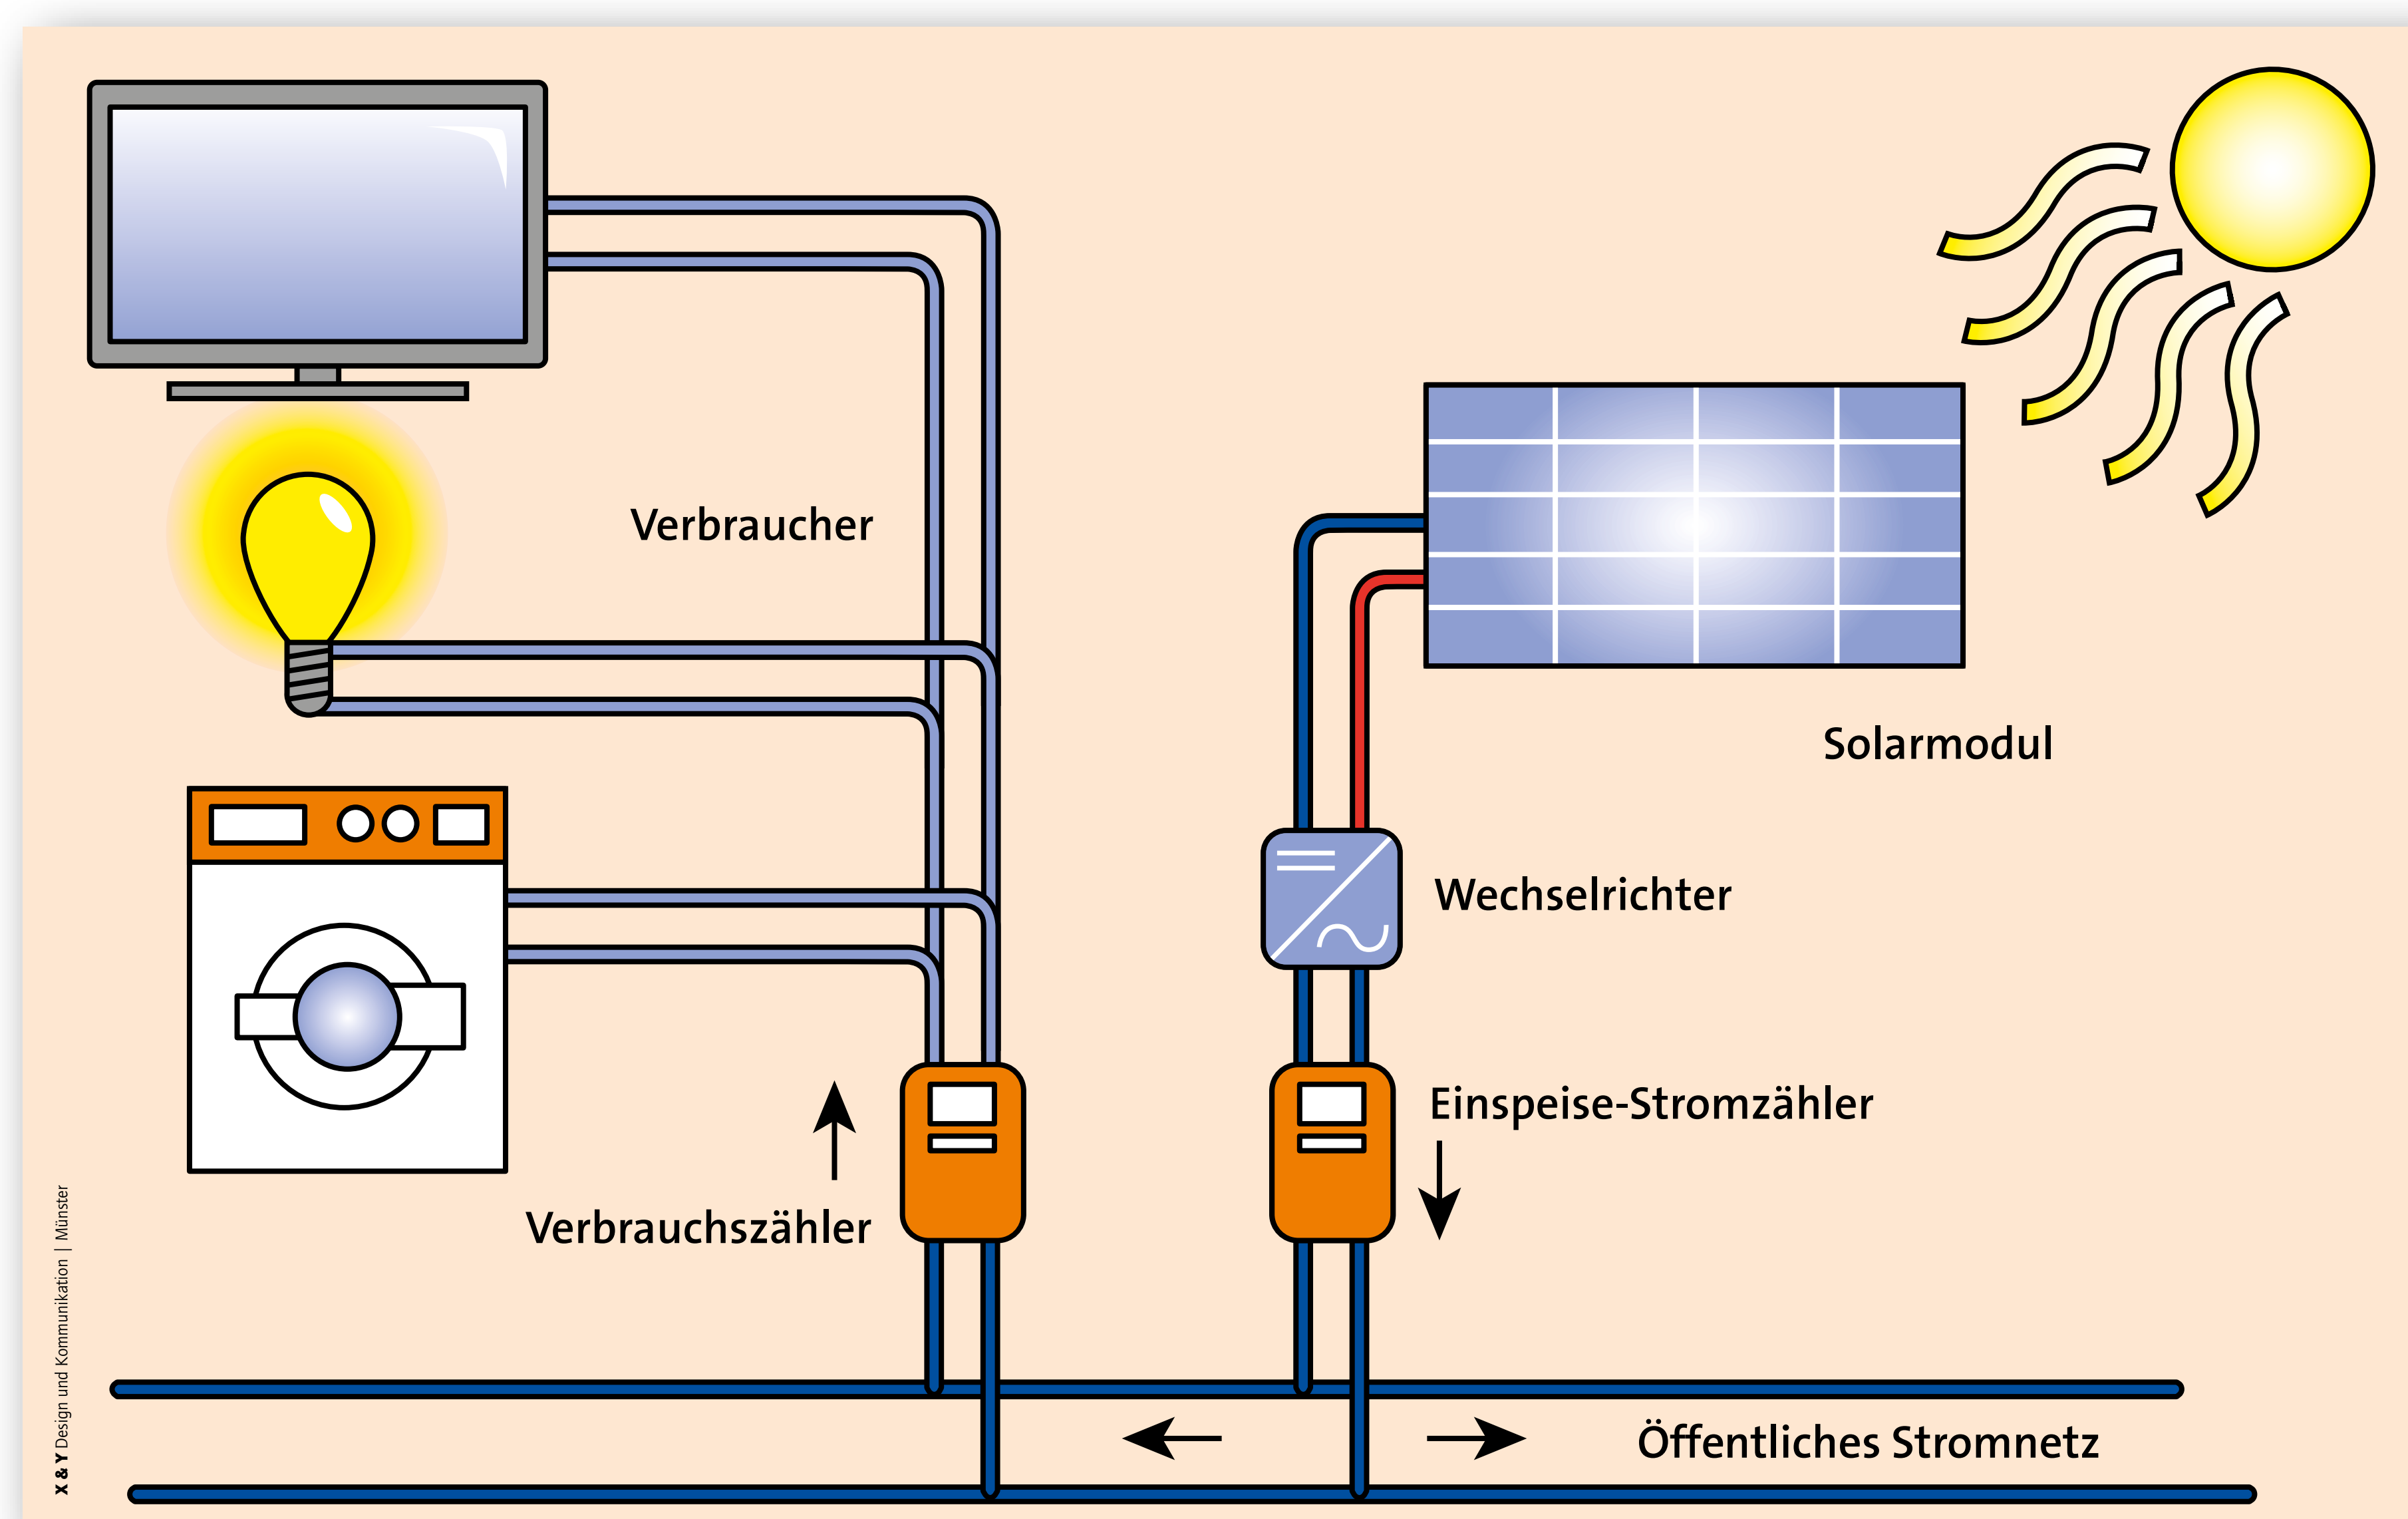 Verbraucher
Solarmodul
Wechselrichter
Einspeise-Stromzähler
Verbrauchszähler
Öffentliches Stromnetz
X & Y Design und Kommunikation | Münster